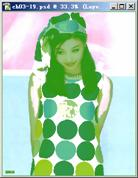 ch03-19.psd @ 33.3% (Laye